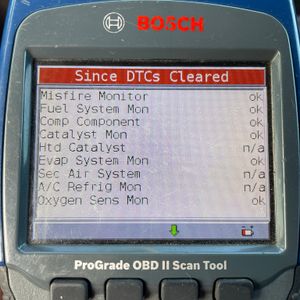 BOSCH
Since DTCs Cleared
Misfire Monitor ok
Fuel System Mon ok
Comp Component ok
Catalyst Mon ok
Htd Catalyst n/a
Evap System Mon ok
Sec Air System n/a
A/C Refrig Mon n/a
Oxygen Sens Mon ok
ProGrade OBD II Scan Tool